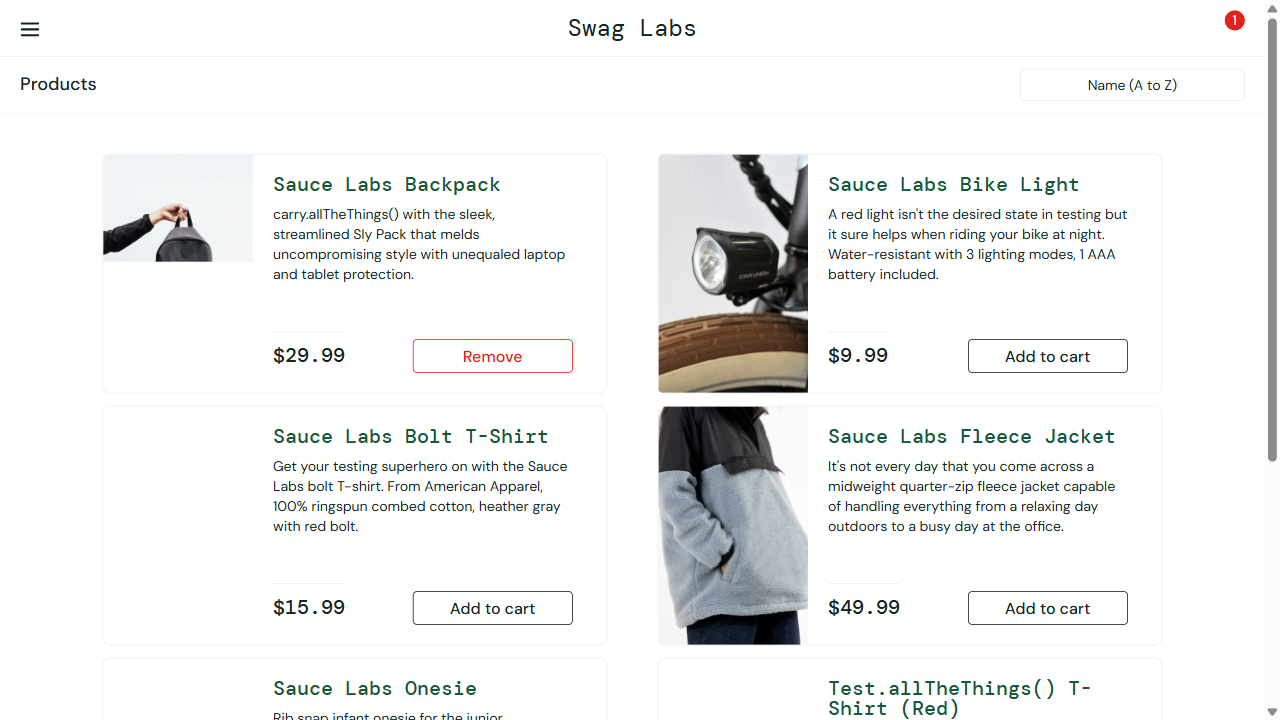 Swag Labs
1
Products
Name (A to Z)
Sauce Labs Backpack
carry.allTheThings() with the sleek,
streamlined Sly Pack that melds
uncompromising style with unequaled laptop
and tablet protection.
$29.99
Remove
Sauce Labs Bike Light
A red light isn't the desired state in testing but
it sure helps when riding your bike at night.
Water-resistant with 3 lighting modes, 1 AAA
battery included.
$9.99
Add to cart
Sauce Labs Bolt T-Shirt
Get your testing superhero on with the Sauce
Labs bolt T-shirt. From American Apparel,
100% ringspun combed cotton, heather gray
with red bolt.
$15.99
Add to cart
Sauce Labs Fleece Jacket
It's not every day that you come across a
midweight quarter-zip fleece jacket capable
of handling everything from a relaxing day
outdoors to a busy day at the office.
$49.99
Add to cart
Sauce Labs Onesie
Rib snap infant onesie for the junior
Test.allTheThings() T-
Shirt (Red)